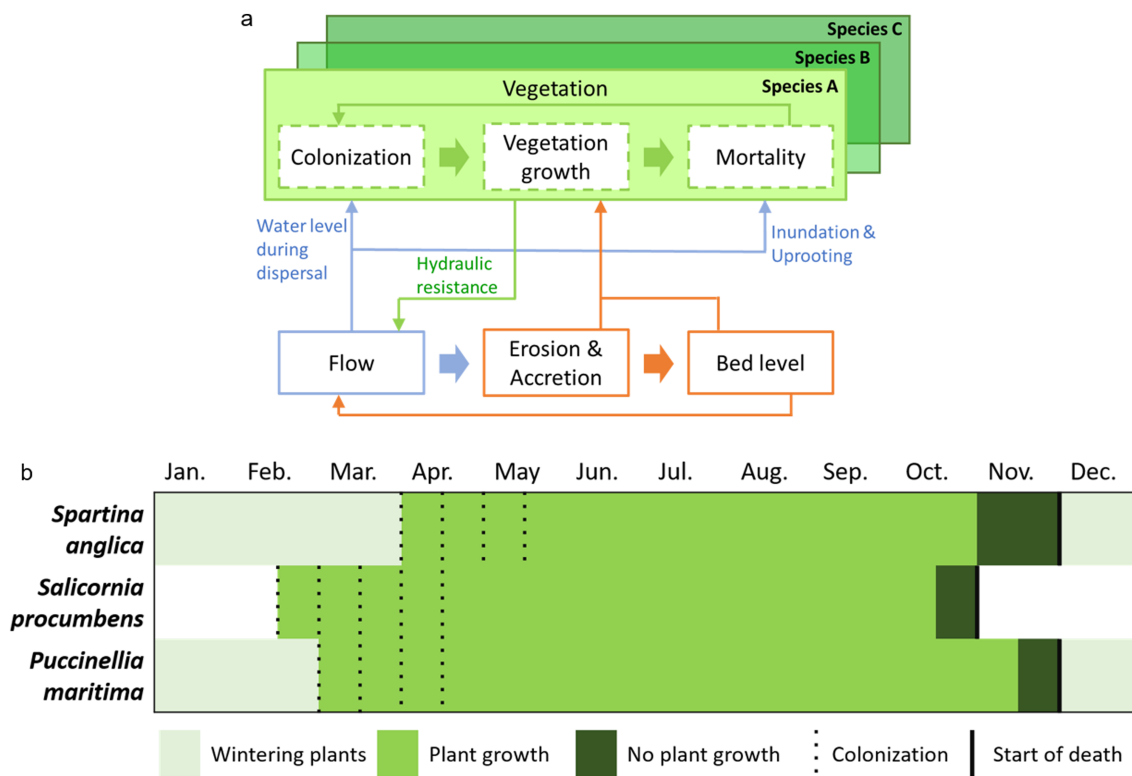 a
Species C
Species B
Species A
Vegetation
Colonization
Vegetation
growth
Mortality
Water level
during
dispersal
Hydraulic
resistance
Inundation &
Uprooting
Flow
Erosion &
Accretion
Bed level
b
Jan. Feb. Mar. Apr. May Jun. Jul. Aug. Sep. Oct. Nov. Dec.
Spartina
anglica
Salicornia
procumbens
Puccinellia
maritima
Wintering plants Plant growth No plant growth Colonization Start of death